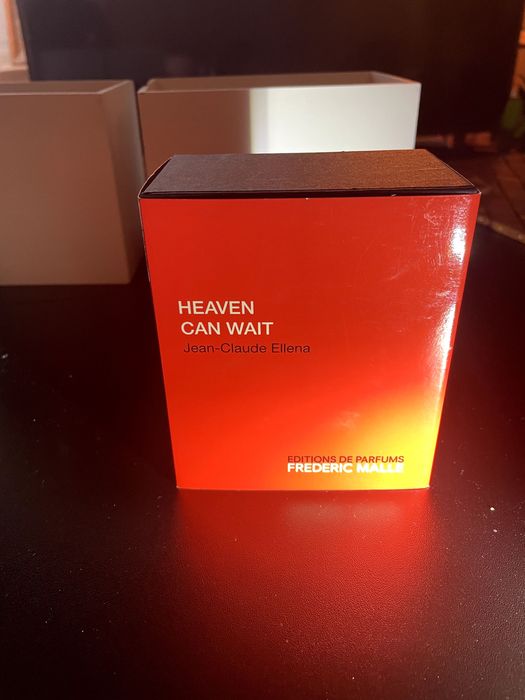 HEAVEN
CAN WAIT
Jean-Claude Ellena
EDITIONS DE PARFUMS
FREDERIC MALLE